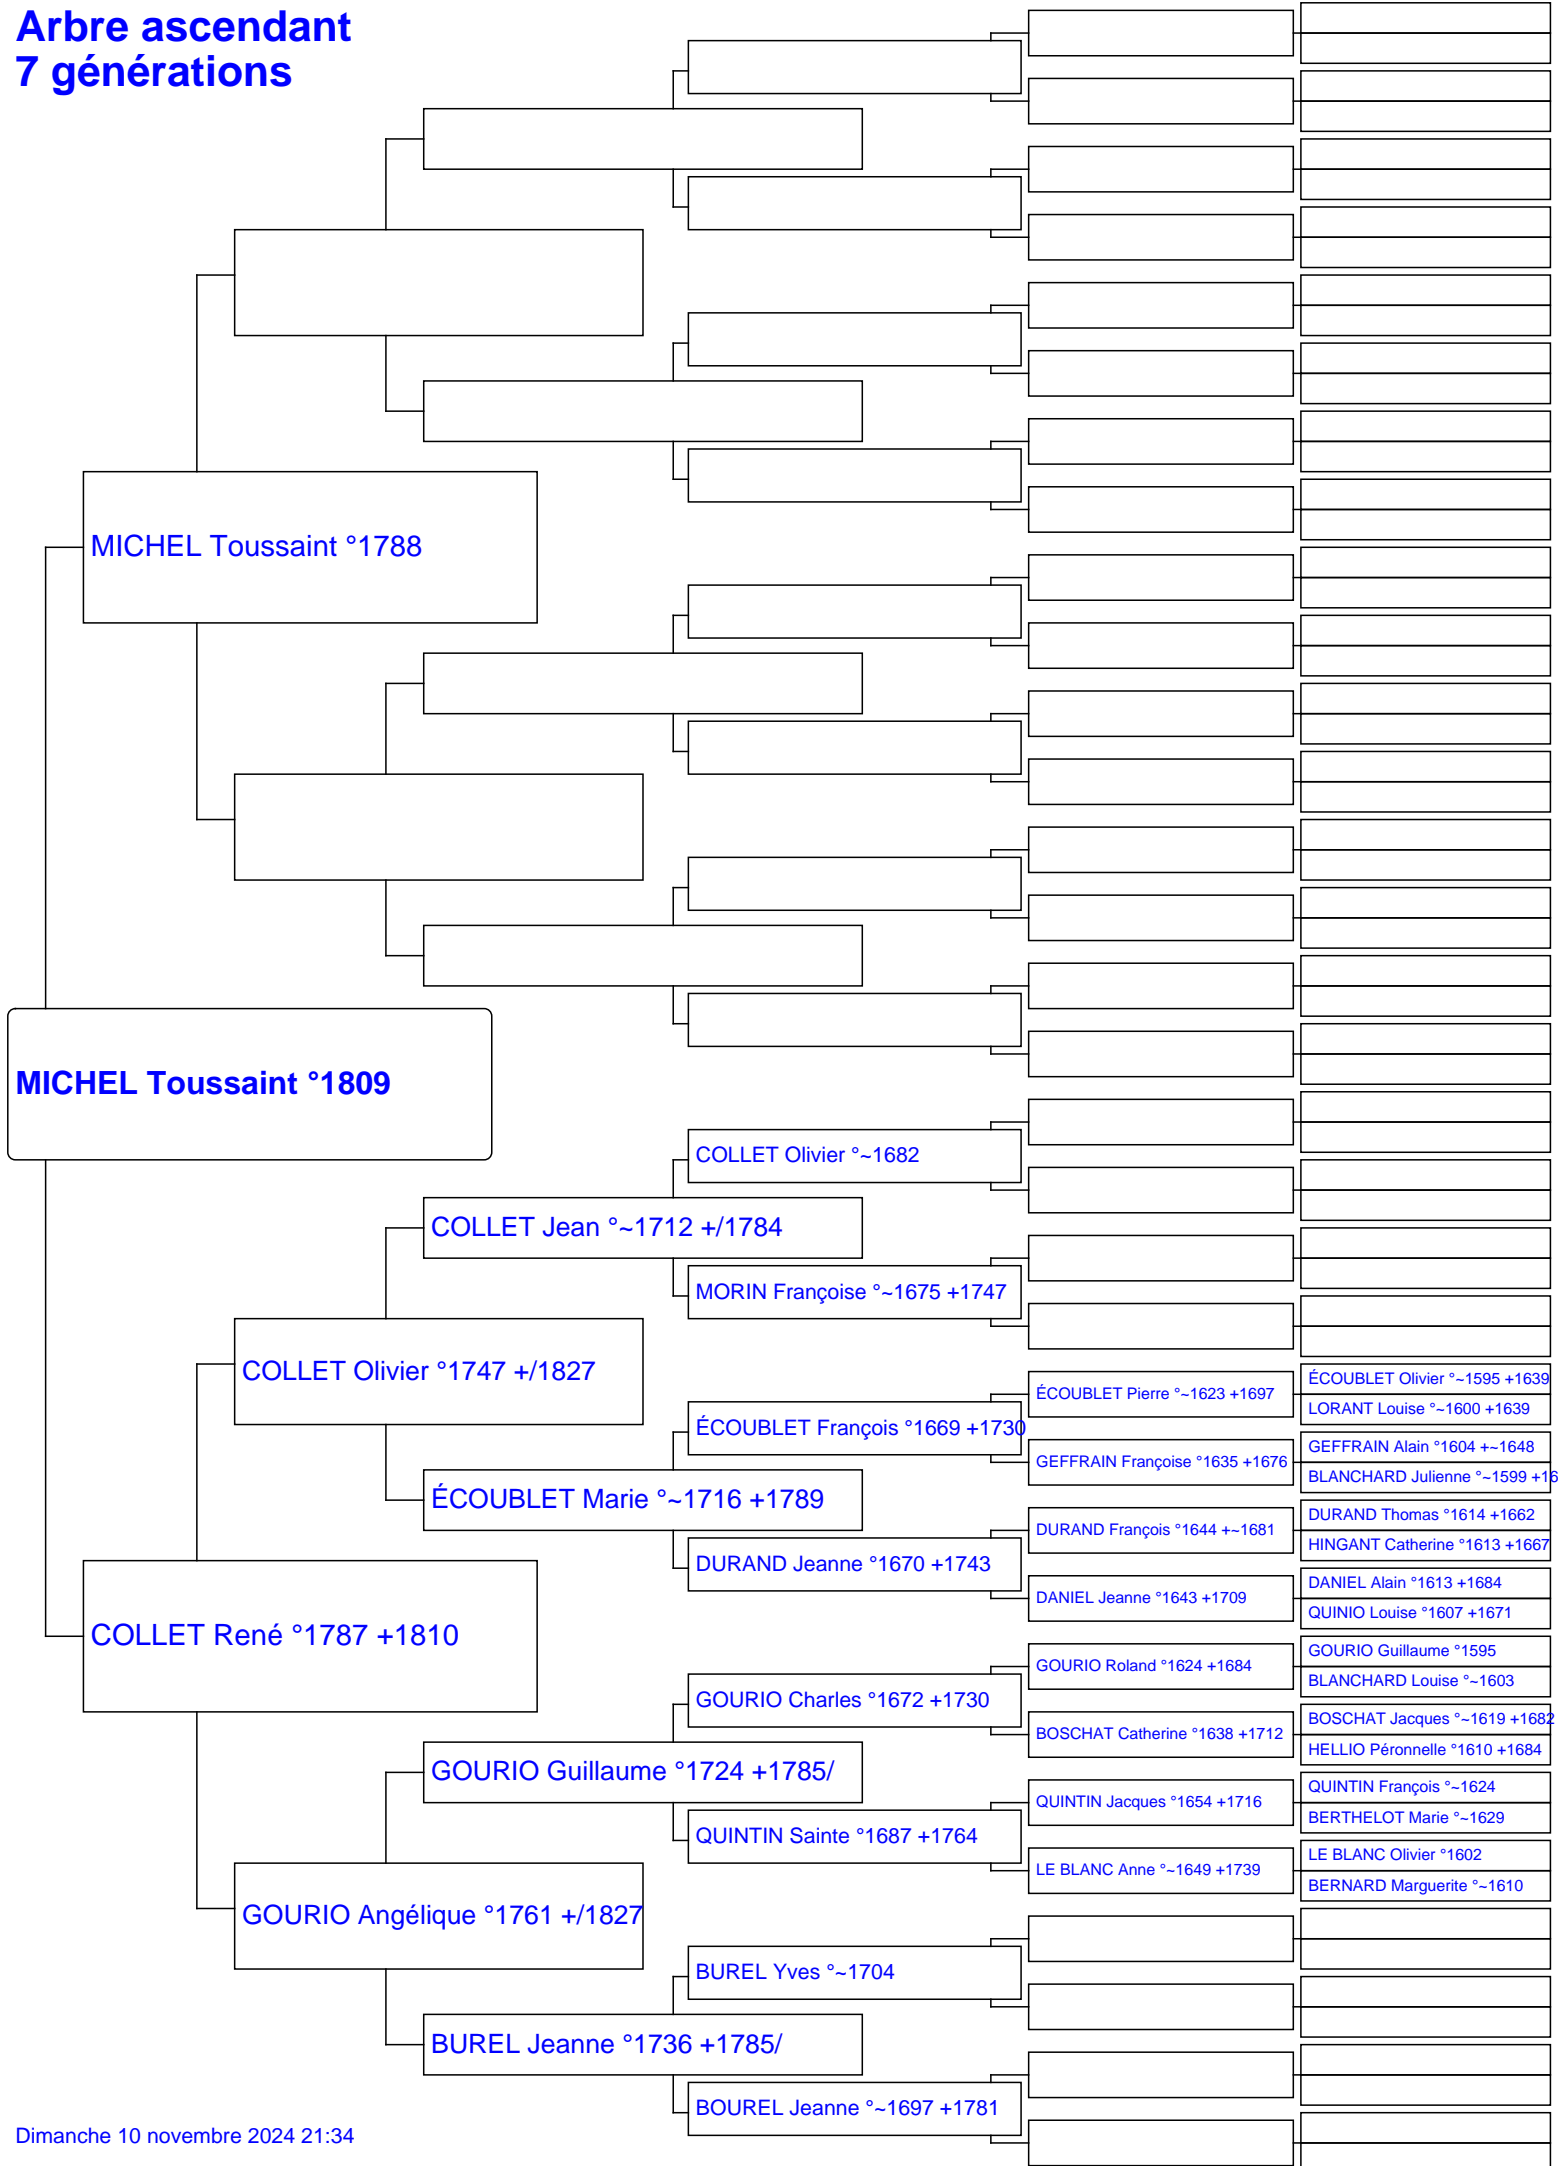 Arbre ascendant
7 générations
MICHEL Toussaint °1788
MICHEL Toussaint °1809
COLLET Olivier °~1682
COLLET Jean °~1712 +/1784
MORIN Françoise °~1675 +1747
COLLET Olivier °1747 +/1827
ÉCOUBLET Olivier °~1595 +1639
ÉCOUBLET Pierre °~1623 +1697
LORANT Louise °~1600 +1639
ÉCOUBLET François °1669 +1730
GEFFRAIN Alain °1604 +~1648
GEFFRAIN Françoise °1635 +1676
BLANCHARD Julienne °~1599 +16
ÉCOUBLET Marie °~1716 +1789
DURAND Thomas °1614 +1662
DURAND François °1644 +~1681
HINGANT Catherine °1613 +1667
DURAND Jeanne °1670 +1743
DANIEL Alain °1613 +1684
DANIEL Jeanne °1643 +1709
QUINIO Louise °1607 +1671
COLLET René °1787 +1810
GOURIO Guillaume °1595
GOURIO Roland °1624 +1684
BLANCHARD Louise °~1603
GOURIO Charles °1672 +1730
BOSCHAT Jacques °~1619 +1682
BOSCHAT Catherine °1638 +1712
HELLIO Péronnelle °1610 +1684
GOURIO Guillaume °1724 +1785/
QUINTIN François °~1624
QUINTIN Jacques °1654 +1716
BERTHELOT Marie °~1629
QUINTIN Sainte °1687 +1764
LE BLANC Olivier °1602
LE BLANC Anne °~1649 +1739
BERNARD Marguerite °~1610
GOURIO Angélique °1761 +/1827
BUREL Yves °~1704
BUREL Jeanne °1736 +1785/
BOUREL Jeanne °~1697 +1781
Dimanche 10 novembre 2024 21:34